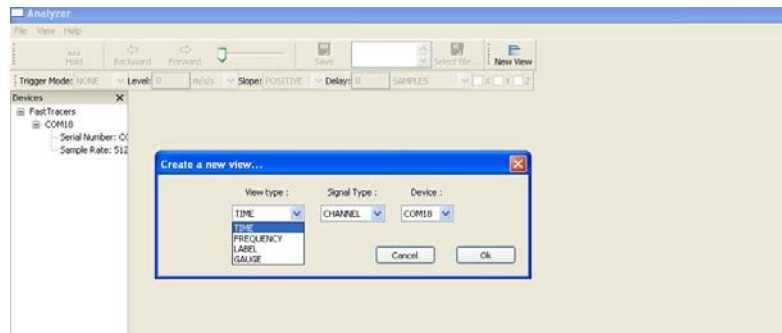 Analyzer
File View Help
Hold Backward Forward Save Select file... New View
Trigger Mode: NONE Level: 0 m/s/s Slope: POSITIVE Delay: 0 SAMPLES X Y Z
Devices X
FastTracers
COM18
Serial Number: CO
Sample Rate: 512
Create a new view...
View type : Signal Type : Device :
TIME CHANNEL COM18
TIME
FREQUENCY
LABEL
GAUGE
Cancel Ok